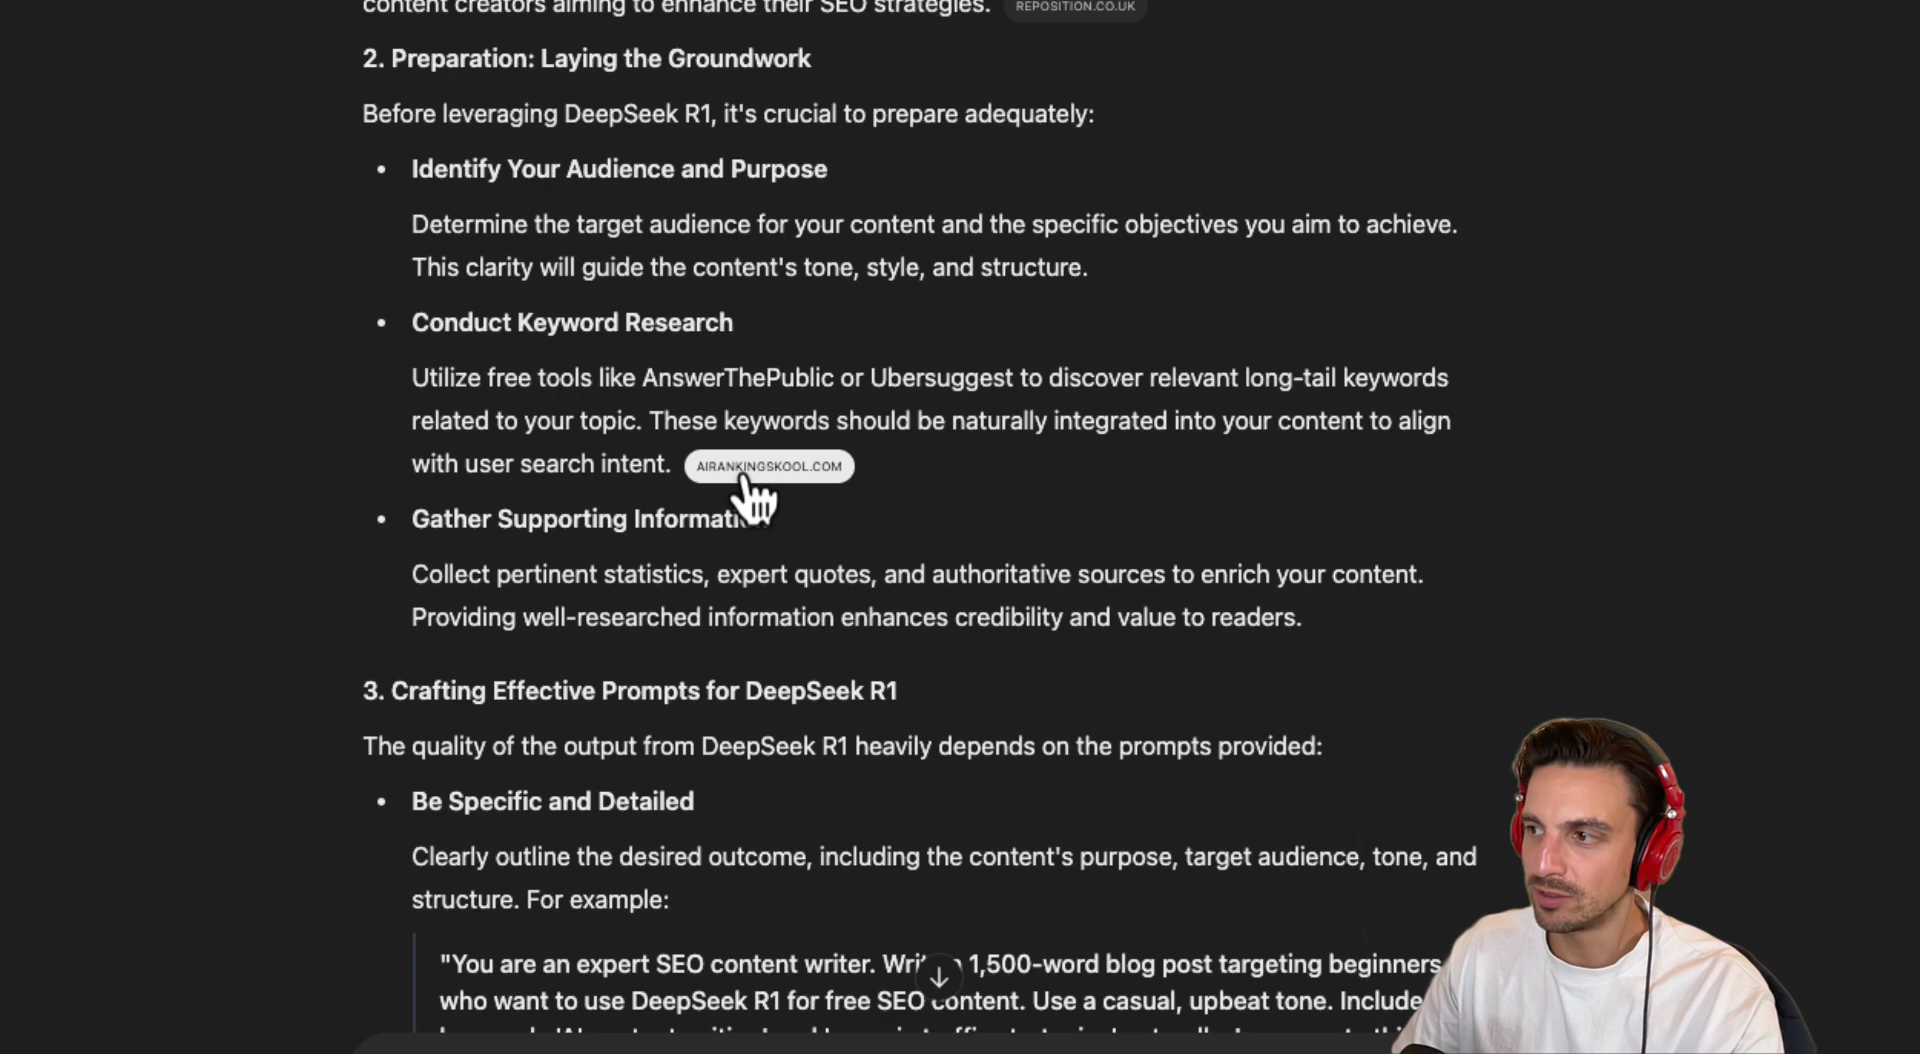 content creators aiming to enhance their SEO strategies. REPOSITION.CO.UK
2. Preparation: Laying the Groundwork
Before leveraging DeepSeek R1, it's crucial to prepare adequately:
• Identify Your Audience and Purpose
Determine the target audience for your content and the specific objectives you aim to achieve.
This clarity will guide the content's tone, style, and structure.
• Conduct Keyword Research
Utilize free tools like AnswerThePublic or Ubersuggest to discover relevant long-tail keywords
related to your topic. These keywords should be naturally integrated into your content to align
with user search intent. AIRANKINGSKOOL.COM
• Gather Supporting
Collect pertinent statistics, expert quotes, and authoritative sources to enrich your content.
Providing well-researched information enhances credibility and value to readers.
3. Crafting Effective Prompts for DeepSeek R1
The quality of the output from DeepSeek R1 heavily depends on the prompts provided:
• Be Specific and Detailed
Clearly outline the desired outcome, including the content's purpose, target audience, tone, and
structure. For example:
"You are an expert SEO content writer. 1,500-word blog post targeting beginners
who want to use DeepSeek R1 for free SEO content. Use a casual, upbeat tone. Include